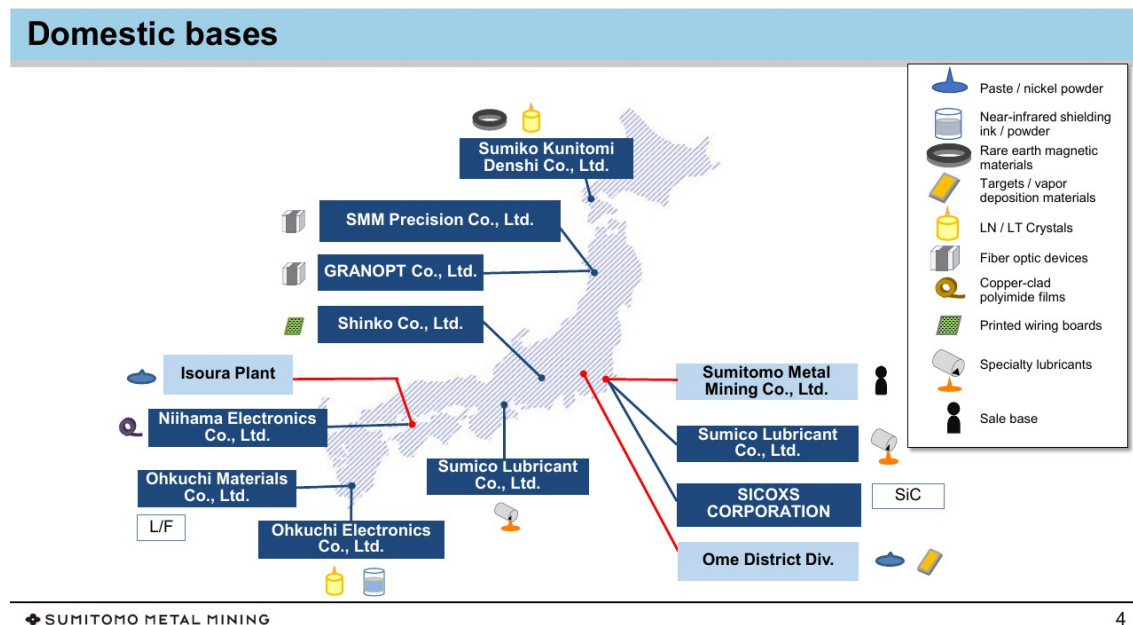 Domestic bases
Paste / nickel powder
Near-infrared shielding
ink / powder
Rare earth magnetic
materials
Targets / vapor
deposition materials
LN / LT Crystals
Fiber optic devices
Copper-clad
polyimide films
Printed wiring boards
Specialty lubricants
Sale base
Sumiko Kunitomi
Denshi Co., Ltd.
SMM Precision Co., Ltd.
GRANOPT Co., Ltd.
Shinko Co., Ltd.
Isoura Plant
Niihama Electronics
Co., Ltd.
Ohkuchi Materials
Co., Ltd.
L/F
Ohkuchi Electronics
Co., Ltd.
Sumico Lubricant
Co., Ltd.
Sumitomo Metal
Mining Co., Ltd.
Sumico Lubricant
Co., Ltd.
SICOXS
CORPORATION
SiC
Ome District Div.
SUMITOMO METAL MINING
4